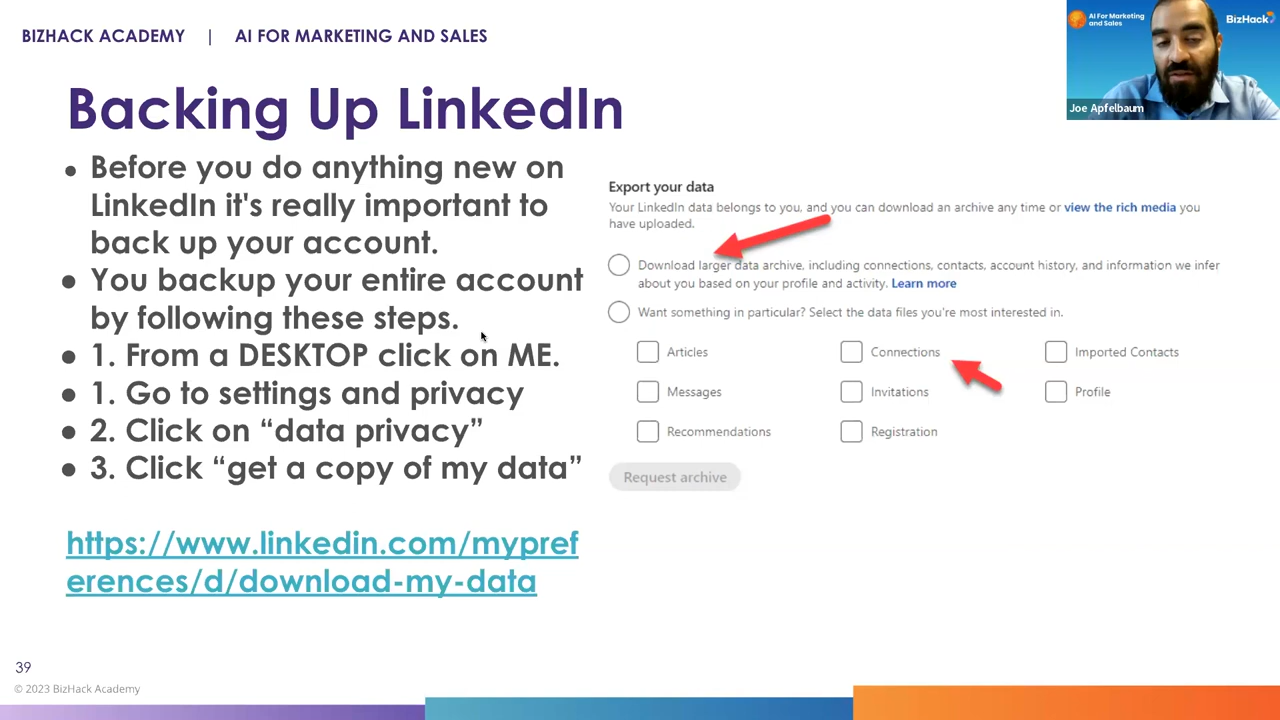 BIZHACK ACADEMY | AI FOR MARKETING AND SALES
AI For Marketing
and Sales
BizHack
Joe Apfelbaum
Backing Up LinkedIn
● Before you do anything new on
LinkedIn it's really important to
back up your account.
● You backup your entire account
by following these steps.
● 1. From a DESKTOP click on ME.
● 1. Go to settings and privacy
● 2. Click on “data privacy”
● 3. Click “get a copy of my data”
https://www.linkedin.com/mypref
erences/d/download-my-data
Export your data
Your LinkedIn data belongs to you, and you can download an archive any time or view the rich media you
have uploaded.
Download larger data archive, including connections, contacts, account history, and information we infer
about you based on your profile and activity. Learn more
Want something in particular? Select the data files you're most interested in.
Articles Connections Imported Contacts
Messages Invitations Profile
Recommendations Registration
Request archive
39
© 2023 BizHack Academy